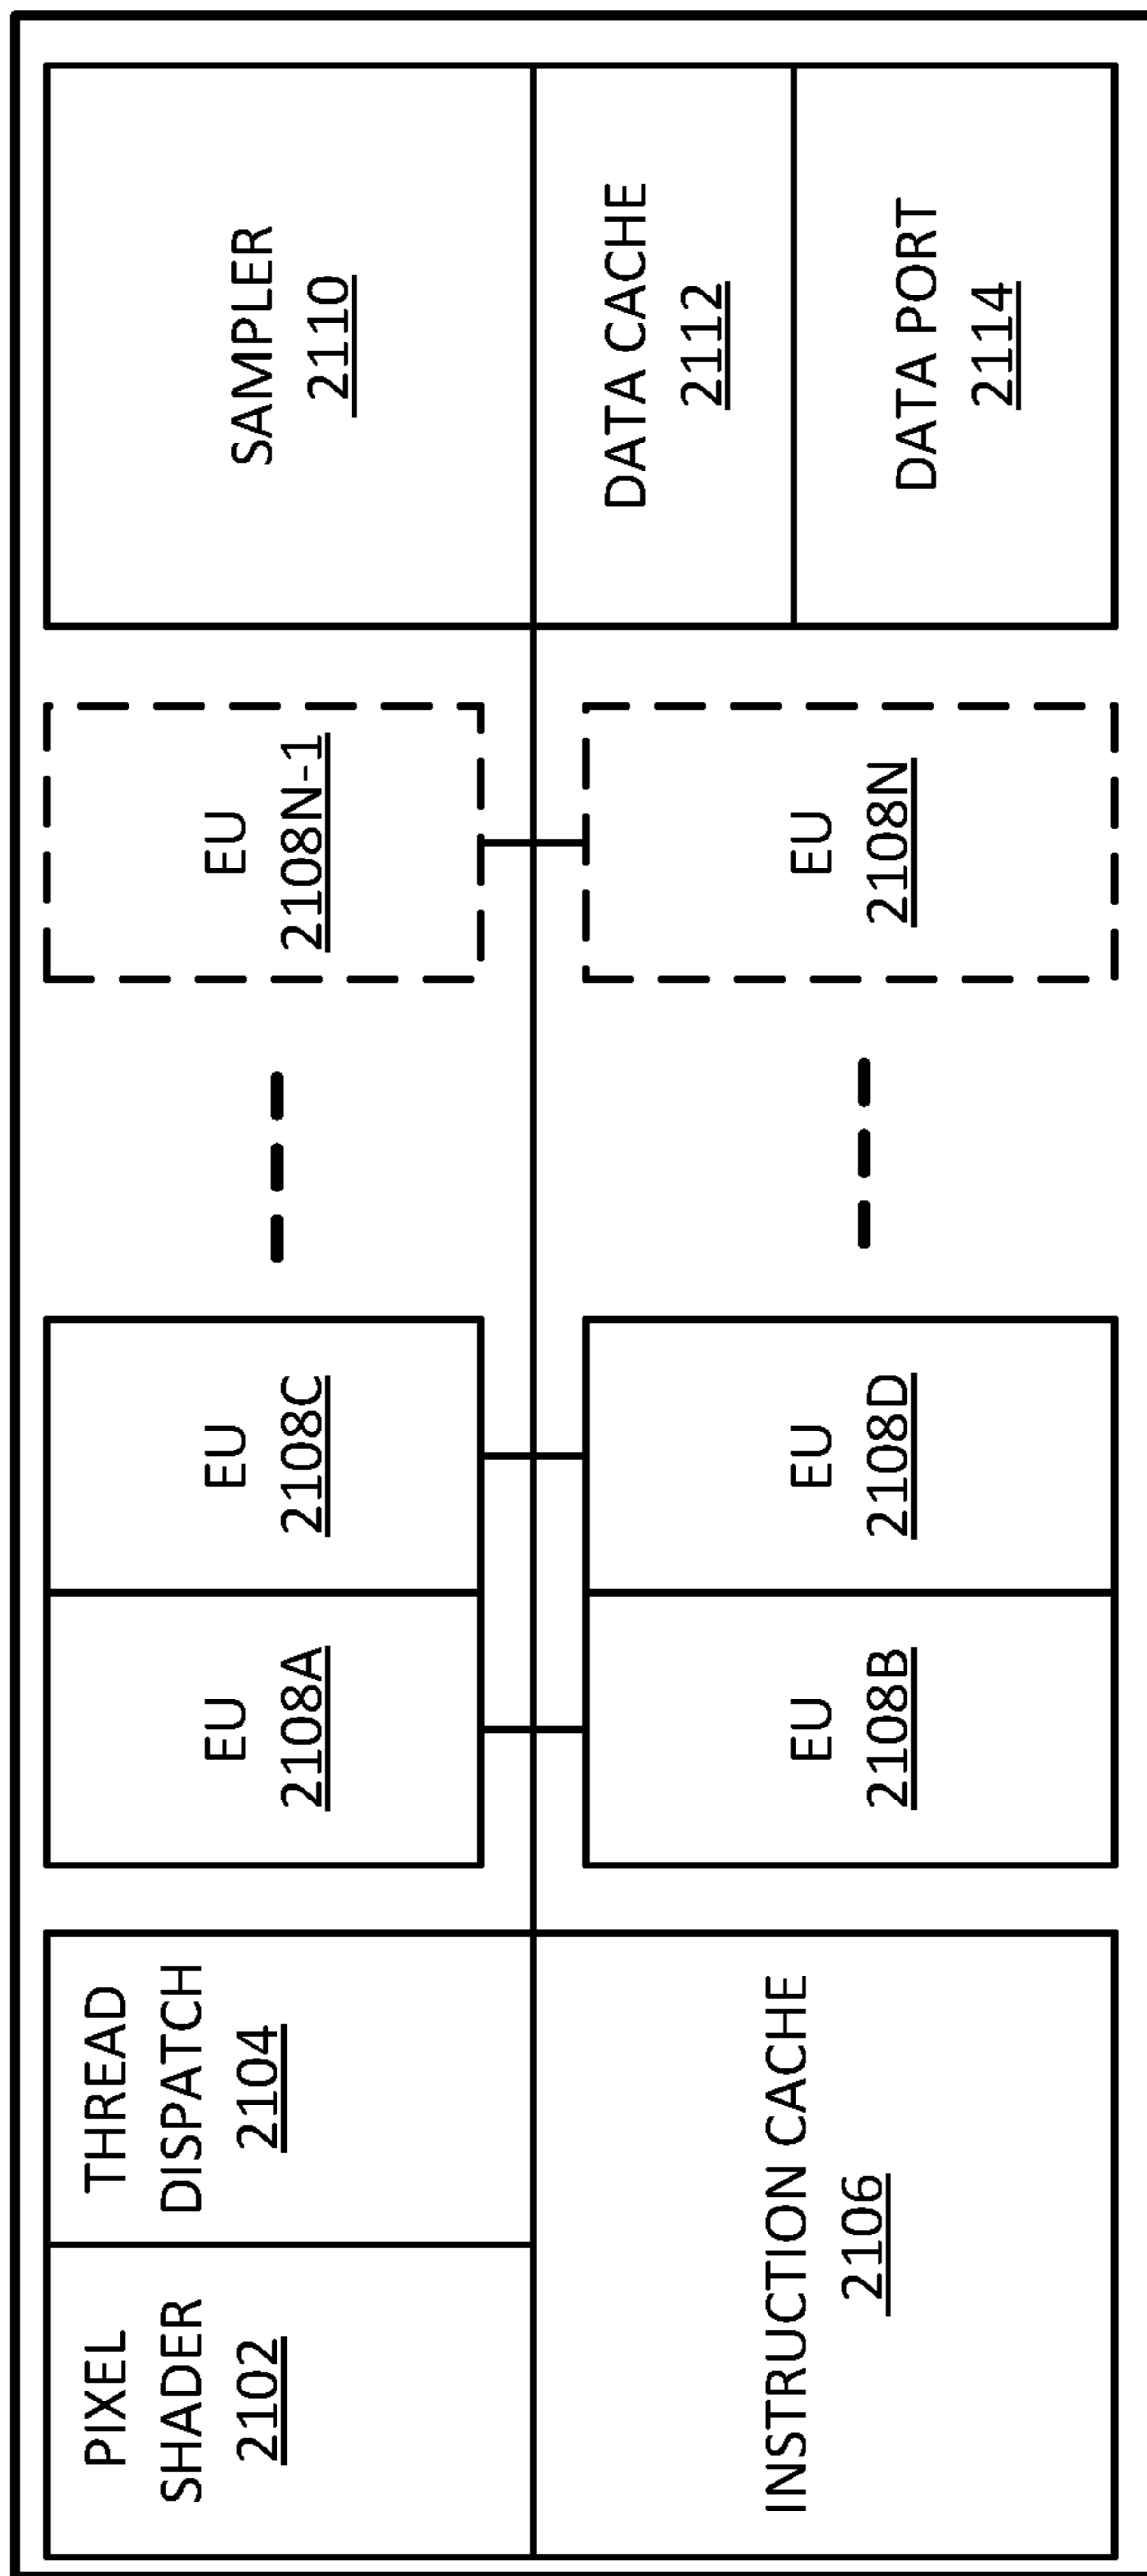 PIXEL
SHADER
2102
THREAD
DISPATCH
2104
INSTRUCTION CACHE
2106
EU
2108A
EU
2108C
EU
2108B
EU
2108D
EU
2108N-1
EU
2108N
SAMPLER
2110
DATA CACHE
2112
DATA PORT
2114